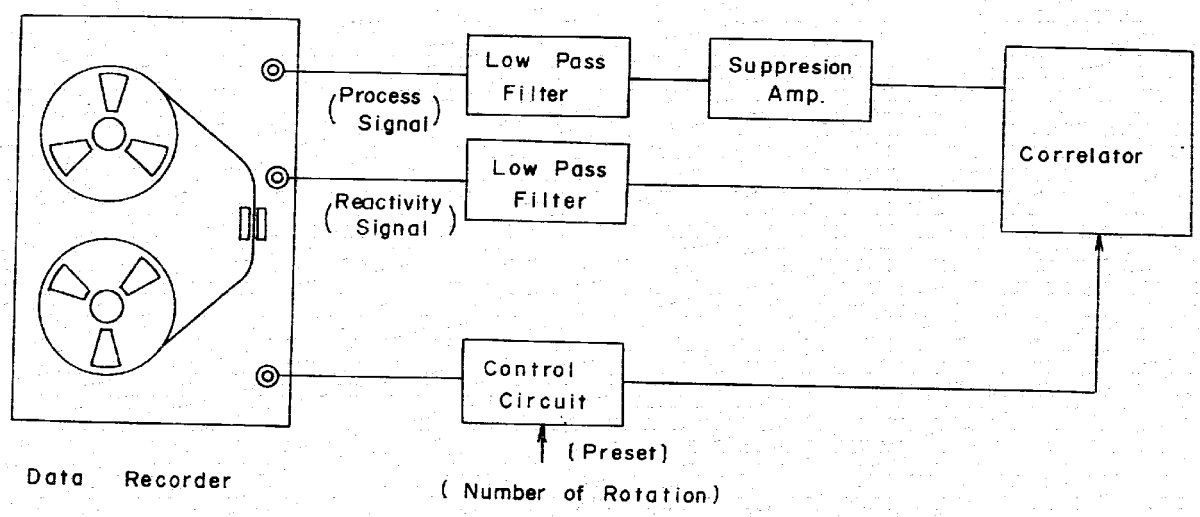 Low Pass
Filter
Suppresion
Amp.
(Process
Signal)
Correlator
Low Pass
Filter
(Reactivity
Signal)
Control
Circuit
(Preset)
Data Recorder
(Number of Rotation)